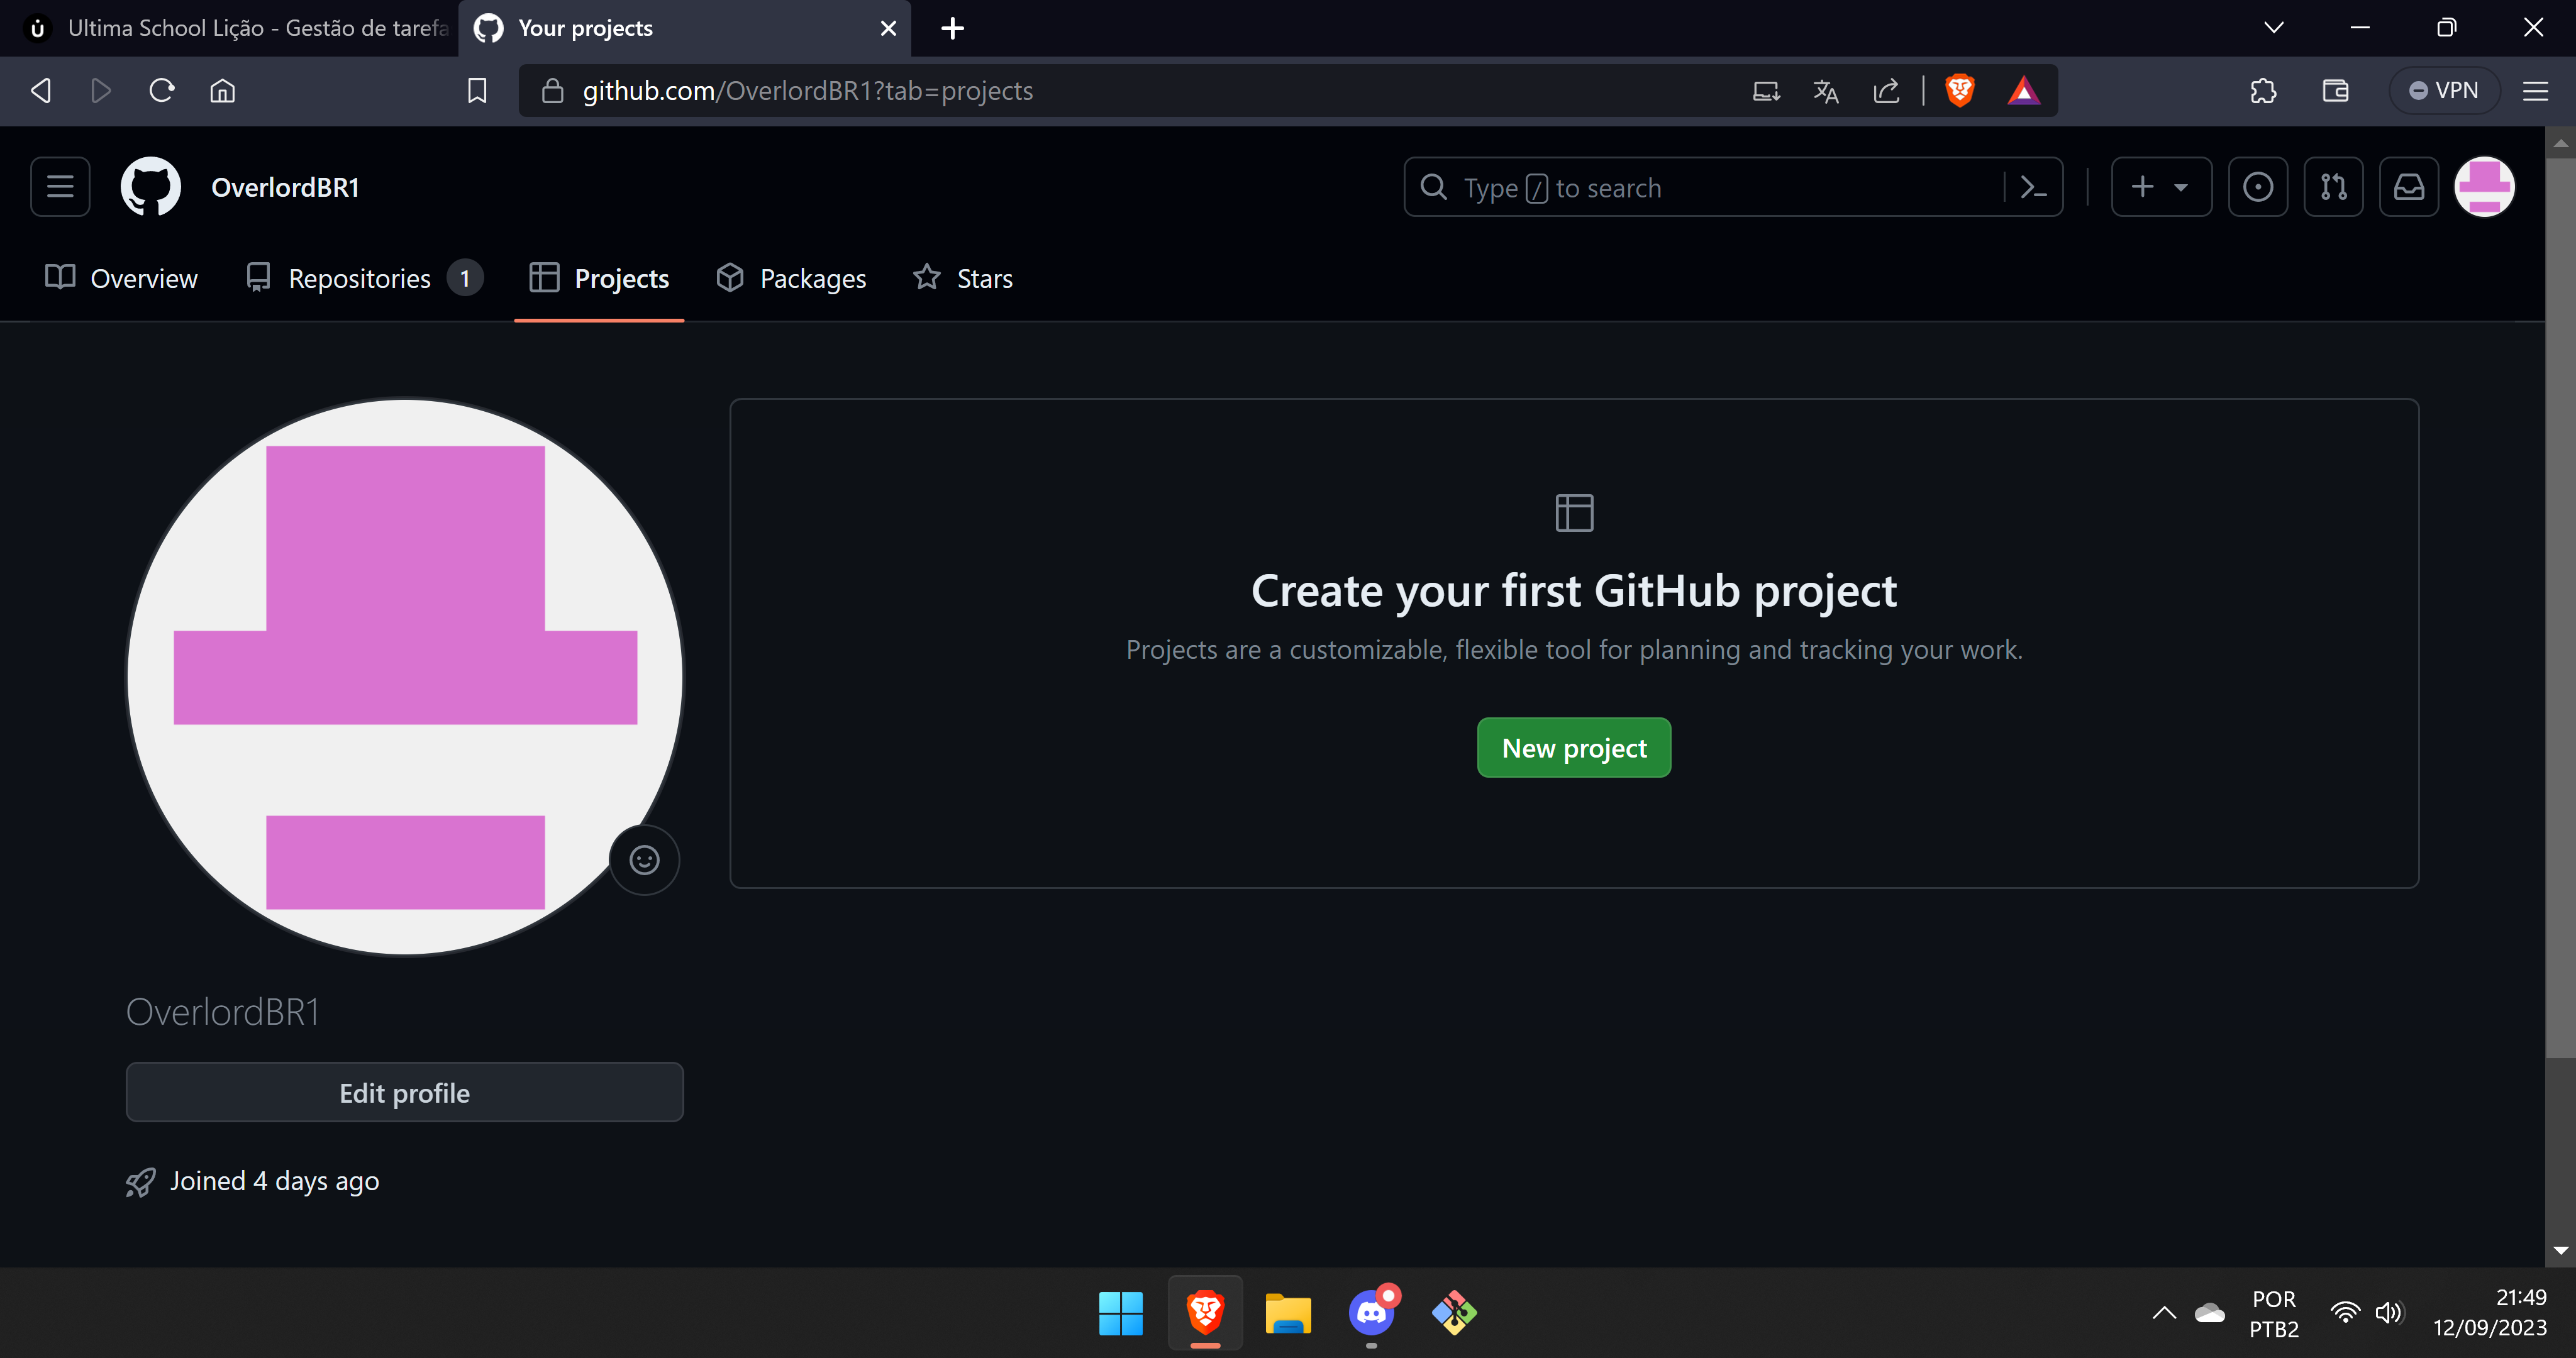 Ultima School Lição - Gestão de tarefa
Your projects
github.com/OverlordBR1?tab=projects
VPN
OverlordBR1
Type / to search
Overview
Repositories 1
Projects
Packages
Stars
Create your first GitHub project
Projects are a customizable, flexible tool for planning and tracking your work.
New project
OverlordBR1
Edit profile
Joined 4 days ago
POR
PTB2
21:49
12/09/2023